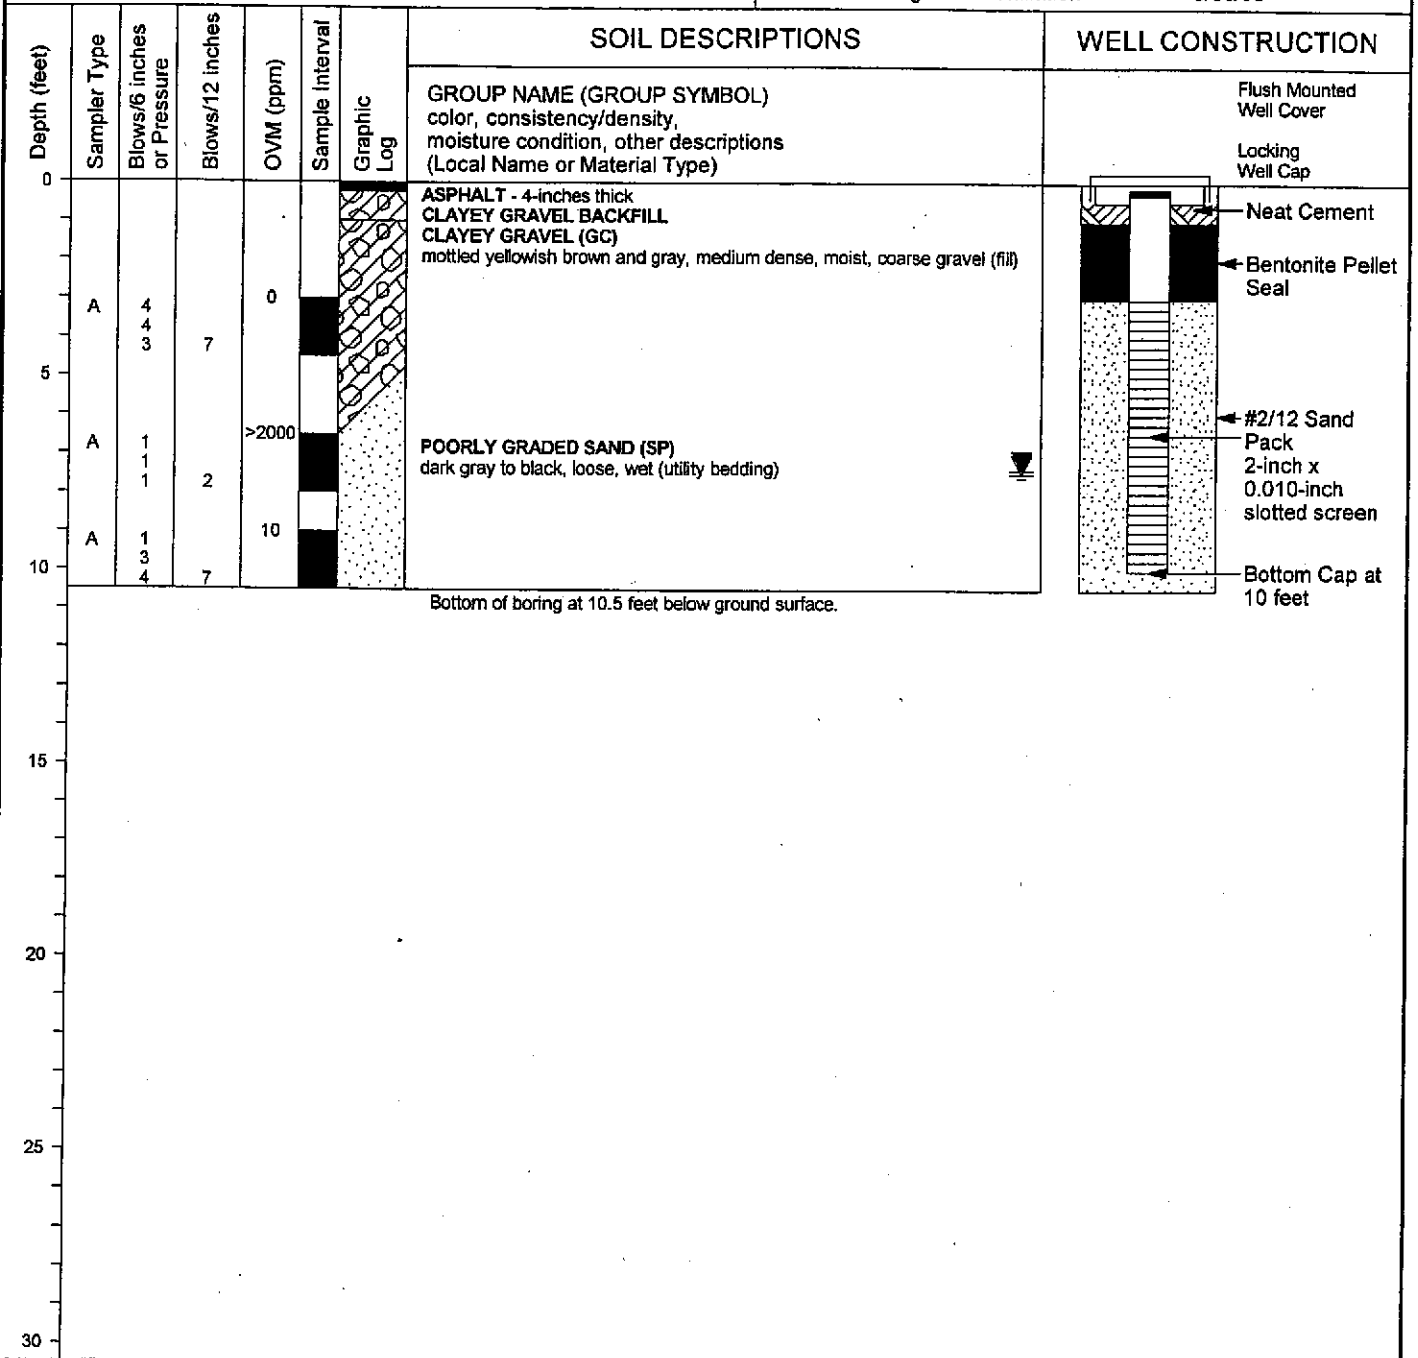 SOIL DESCRIPTIONS
WELL CONSTRUCTION
Depth (feet)
Sampler Type
Blows/6 inches
or Pressure
Blows/12 inches
OVM (ppm)
Sample Interval
Graphic
Log
GROUP NAME (GROUP SYMBOL)
color, consistency/density,
moisture condition, other descriptions
(Local Name or Material Type)
Flush Mounted
Well Cover
Locking
Well Cap
0
ASPHALT - 4-inches thick
CLAYEY GRAVEL BACKFILL
CLAYEY GRAVEL (GC)
mottled yellowish brown and gray, medium dense, moist, coarse gravel (fill)
Neat Cement
Bentonite Pellet
Seal
0
A
4
4
3
7
5
>2000
A
1
1
1
2
POORLY GRADED SAND (SP)
dark gray to black, loose, wet (utility bedding)
#2/12 Sand
Pack
2-inch x
0.010-inch
slotted screen
10
A
1
3
4
7
10
Bottom Cap at
10 feet
Bottom of boring at 10.5 feet below ground surface.
15
20
25
30